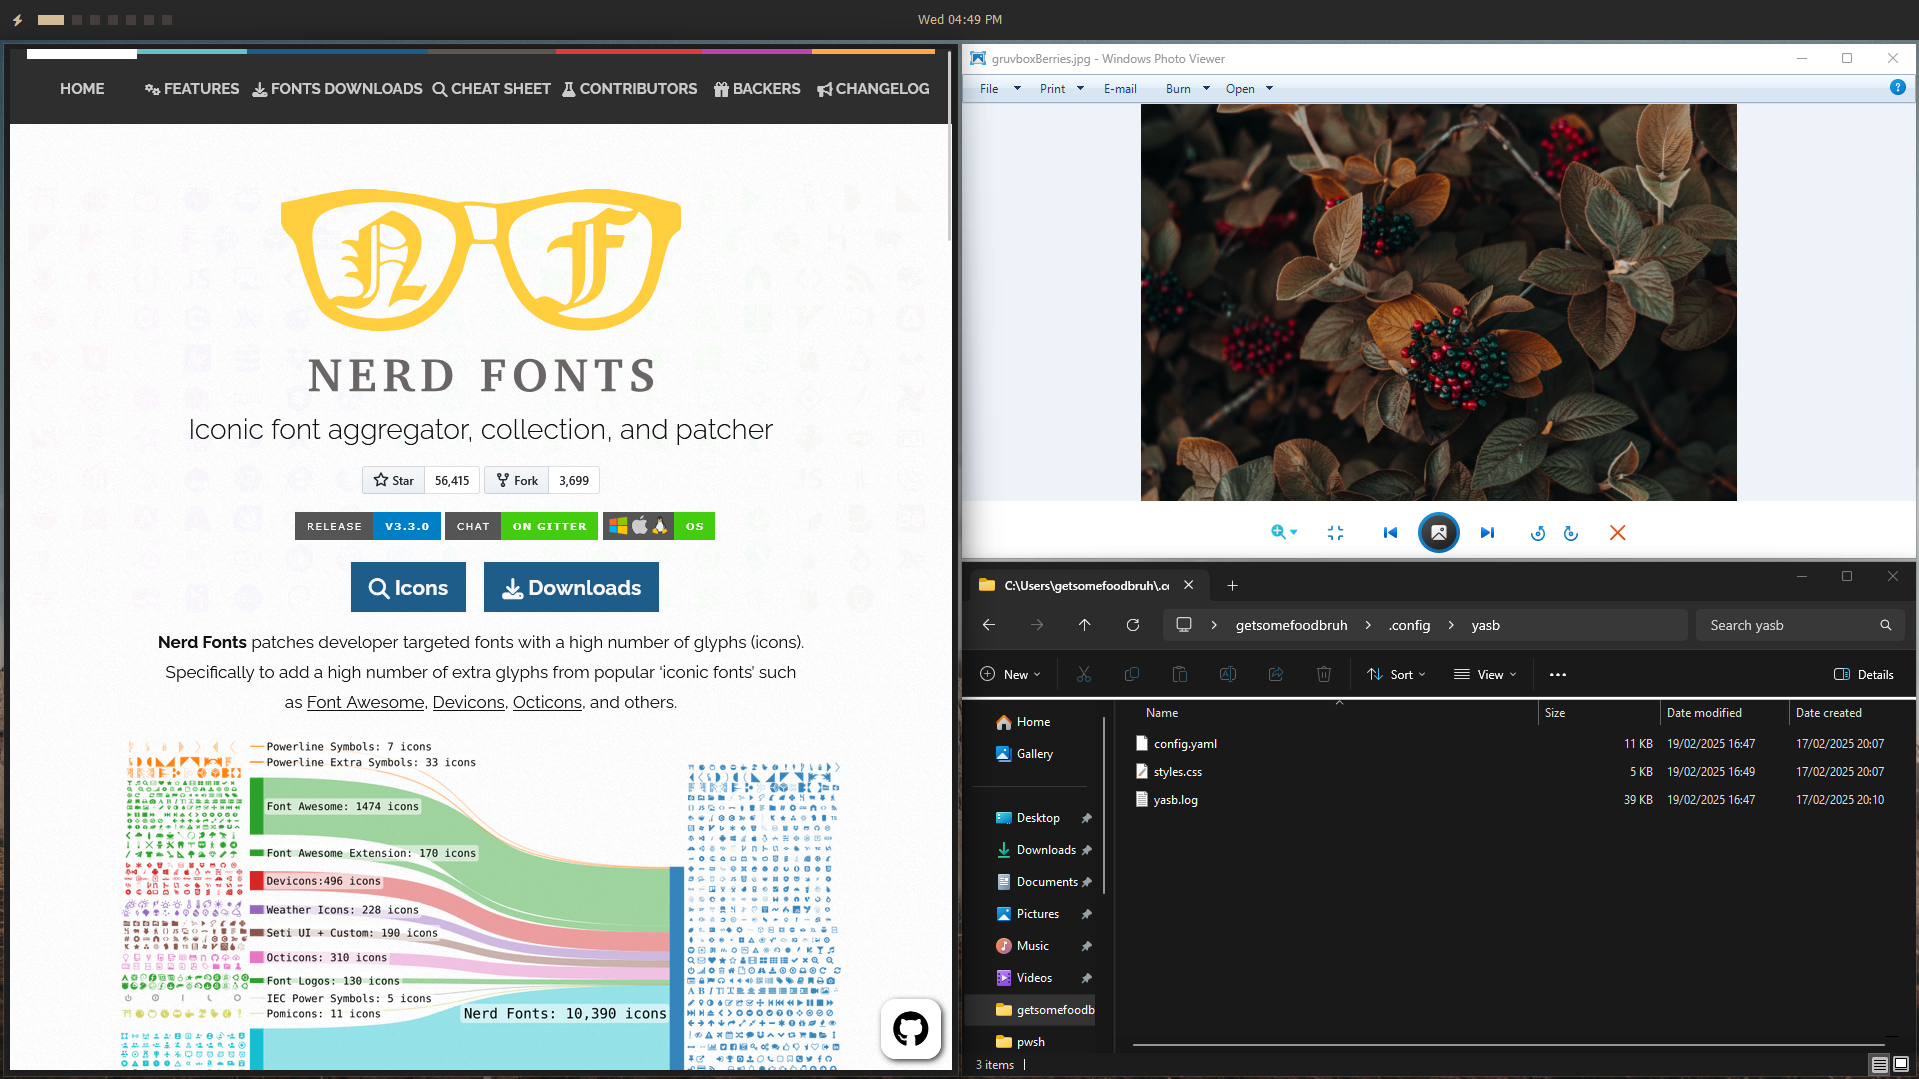 Wed 04:49 PM
HOME
FEATURES
FONTS DOWNLOADS
CHEAT SHEET
CONTRIBUTORS
BACKERS
CHANGELOG
NF
NERD FONTS
Iconic font aggregator, collection, and patcher
Star 56,415
Fork 3,699
RELEASE V3.3.0
CHAT ON GITTER
OS
Icons
Downloads
Nerd Fonts patches developer targeted fonts with a high number of glyphs (icons).
Specifically to add a high number of extra glyphs from popular ‘iconic fonts’ such
as Font Awesome, Devicons, Octicons, and others.
Powerline Symbols: 7 icons
Powerline Extra Symbols: 33 icons
Font Awesome: 1474 icons
Font Awesome Extension: 170 icons
Devicons:496 icons
Weather Icons: 228 icons
Seti UI + Custom: 190 icons
Octicons: 310 icons
Font Logos: 130 icons
IEC Power Symbols: 5 icons
Pomicons: 11 icons
Nerd Fonts: 10,390 icons
gruvboxBerries.jpg - Windows Photo Viewer
File
Print
E-mail
Burn
Open
C:\Users\getsomefoodbruh\.co
getsomefoodbruh > .config > yasb
Search yasb
New
Sort
View
Details
Home
Gallery
Desktop
Downloads
Documents
Pictures
Music
Videos
getsomefoodb
pwsh
Name Size Date modified Date created
config.yaml 11 KB 19/02/2025 16:47 17/02/2025 20:07
styles.css 5 KB 19/02/2025 16:49 17/02/2025 20:07
yasb.log 39 KB 19/02/2025 16:47 17/02/2025 20:10
3 items